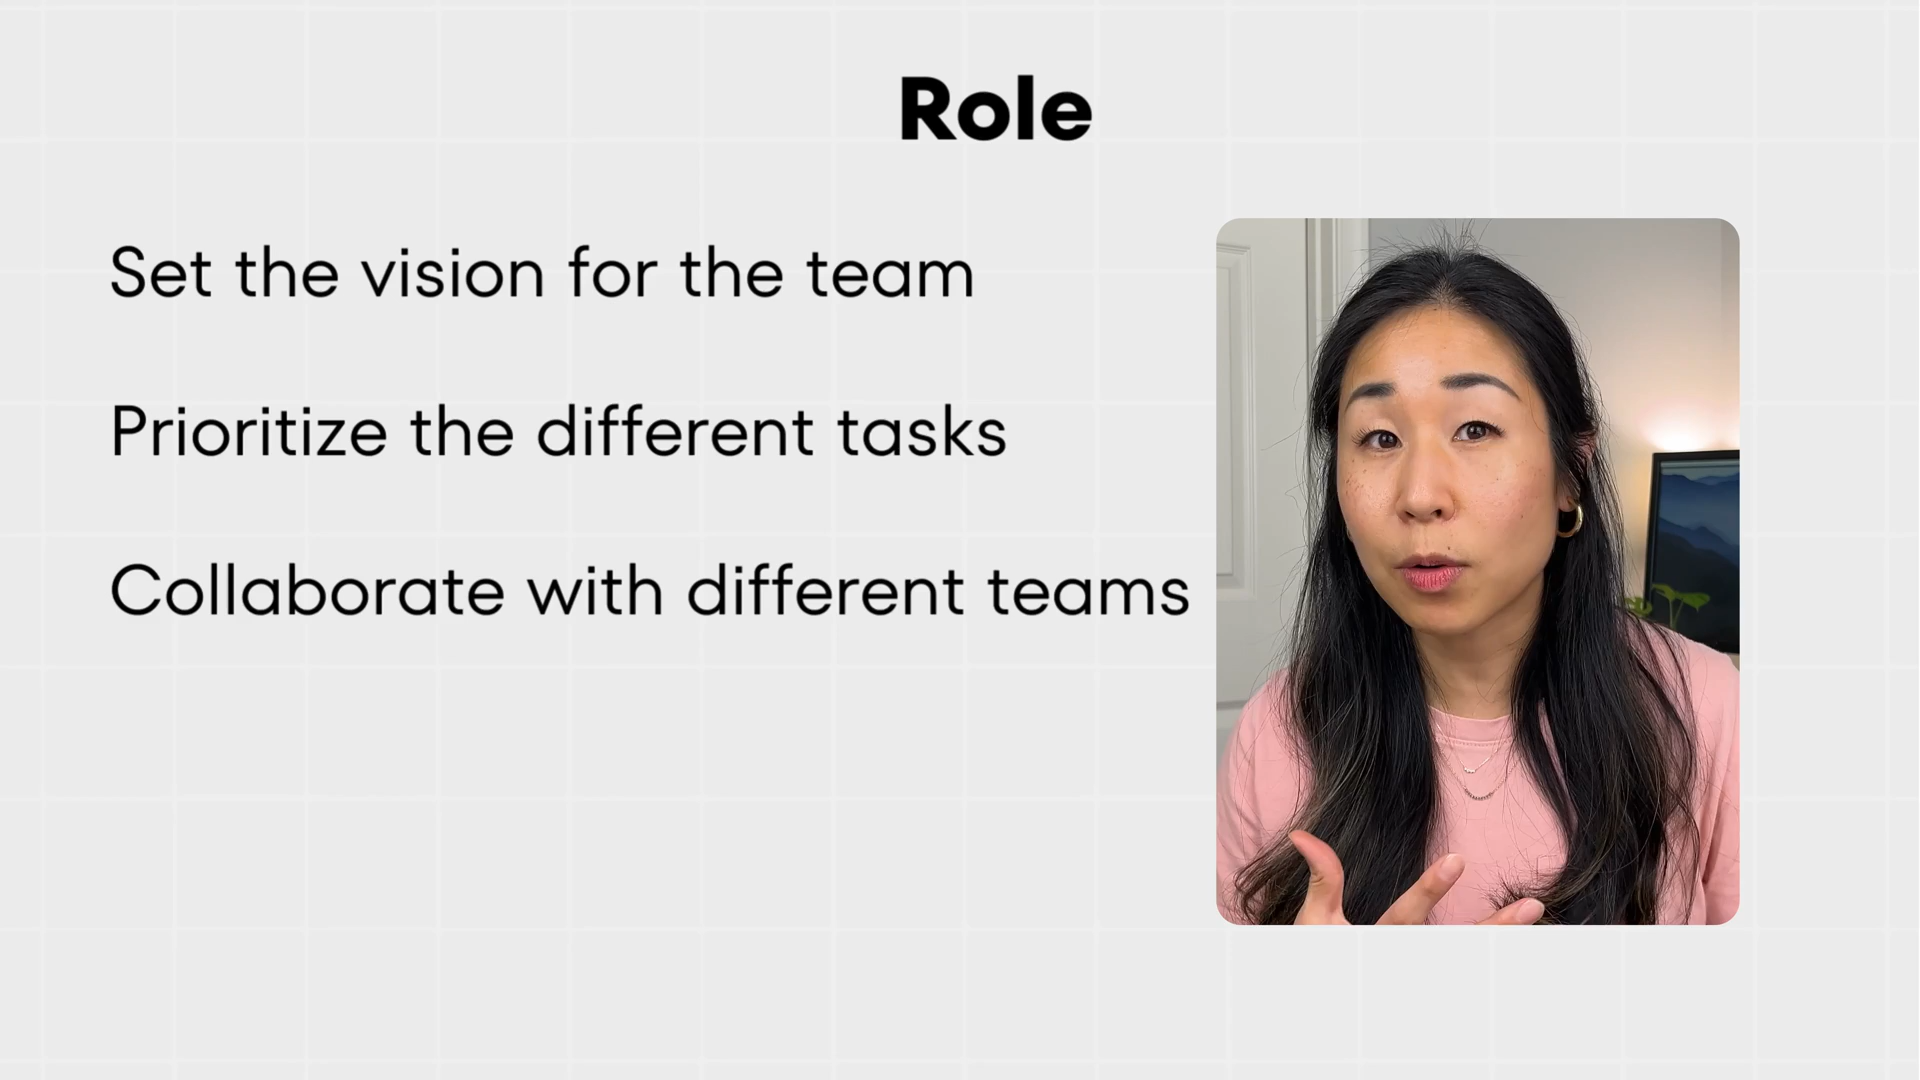 Role
Set the vision for the team
Prioritize the different tasks
Collaborate with different teams